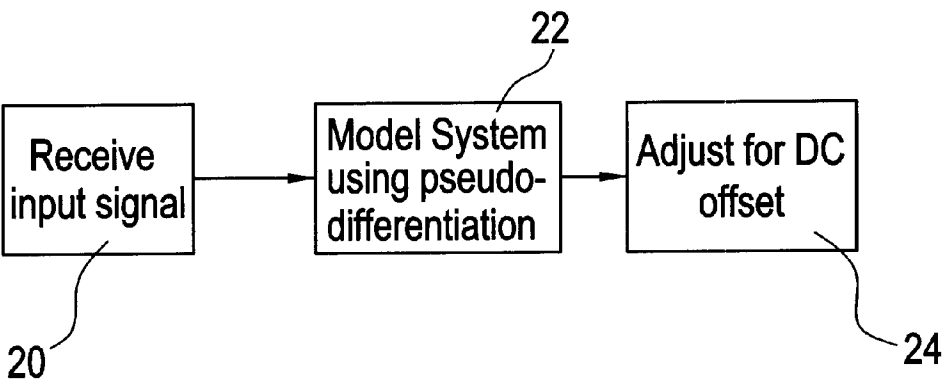 22
Receive
input signal
Model System
using pseudo-
differentiation
Adjust for DC
offset
20
24